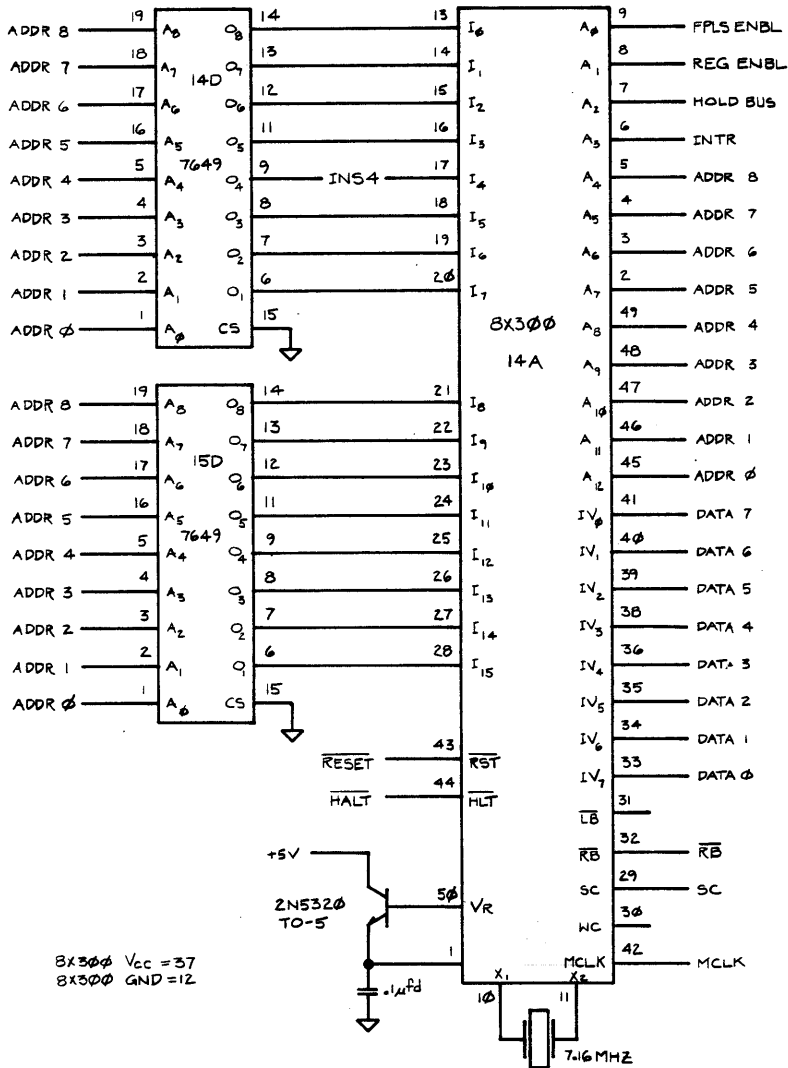 ADDR 8 19 A8 O8 14 13 I0 A0 9 FPLS ENBL
ADDR 7 18 A7 O7 13 14 I1 A1 8 REG ENBL
14D
ADDR 6 17 A6 O6 12 15 I2 A2 7 HOLD BUS
ADDR 5 16 A5 O5 11 16 I3 A3 6 INTR
7649
ADDR 4 5 A4 O4 9 INS4 17 I4 A4 5 ADDR 8
ADDR 3 4 A3 O3 8 18 I5 A5 4 ADDR 7
ADDR 2 3 A2 O2 7 19 I6 A6 3 ADDR 6
ADDR 1 2 A1 O1 6 20 I7 A7 2 ADDR 5
ADDR 0 1 A0 CS 15 8X300 A8 49 ADDR 4
14A A9 48 ADDR 3
ADDR 8 19 A8 O8 14 21 I8 A10 47 ADDR 2
ADDR 7 18 A7 O7 13 22 I9 A11 46 ADDR 1
15D
ADDR 6 17 A6 O6 12 23 I10 A12 45 ADDR 0
ADDR 5 16 A5 O5 11 24 I11 IV0 41 DATA 7
7649
ADDR 4 5 A4 O4 9 25 I12 IV1 40 DATA 6
ADDR 3 4 A3 O3 8 26 I13 IV2 39 DATA 5
ADDR 2 3 A2 O2 7 27 I14 IV3 38 DATA 4
ADDR 1 2 A1 O1 6 28 I15 IV4 36 DATA 3
ADDR 0 1 A0 CS 15 IV5 35 DATA 2
IV6 34 DATA 1
RESET 43 RST IV7 33 DATA 0
HALT 44 HLT LB 31
RB 32 RB
+5V SC 29 SC
2N5320 50 VR WC 30
TO-5
1 MCLK 42 MCLK
8X300 VCC = 37
8X300 GND = 12
.1µfd
X1 X2
10 11
7.16 MHZ